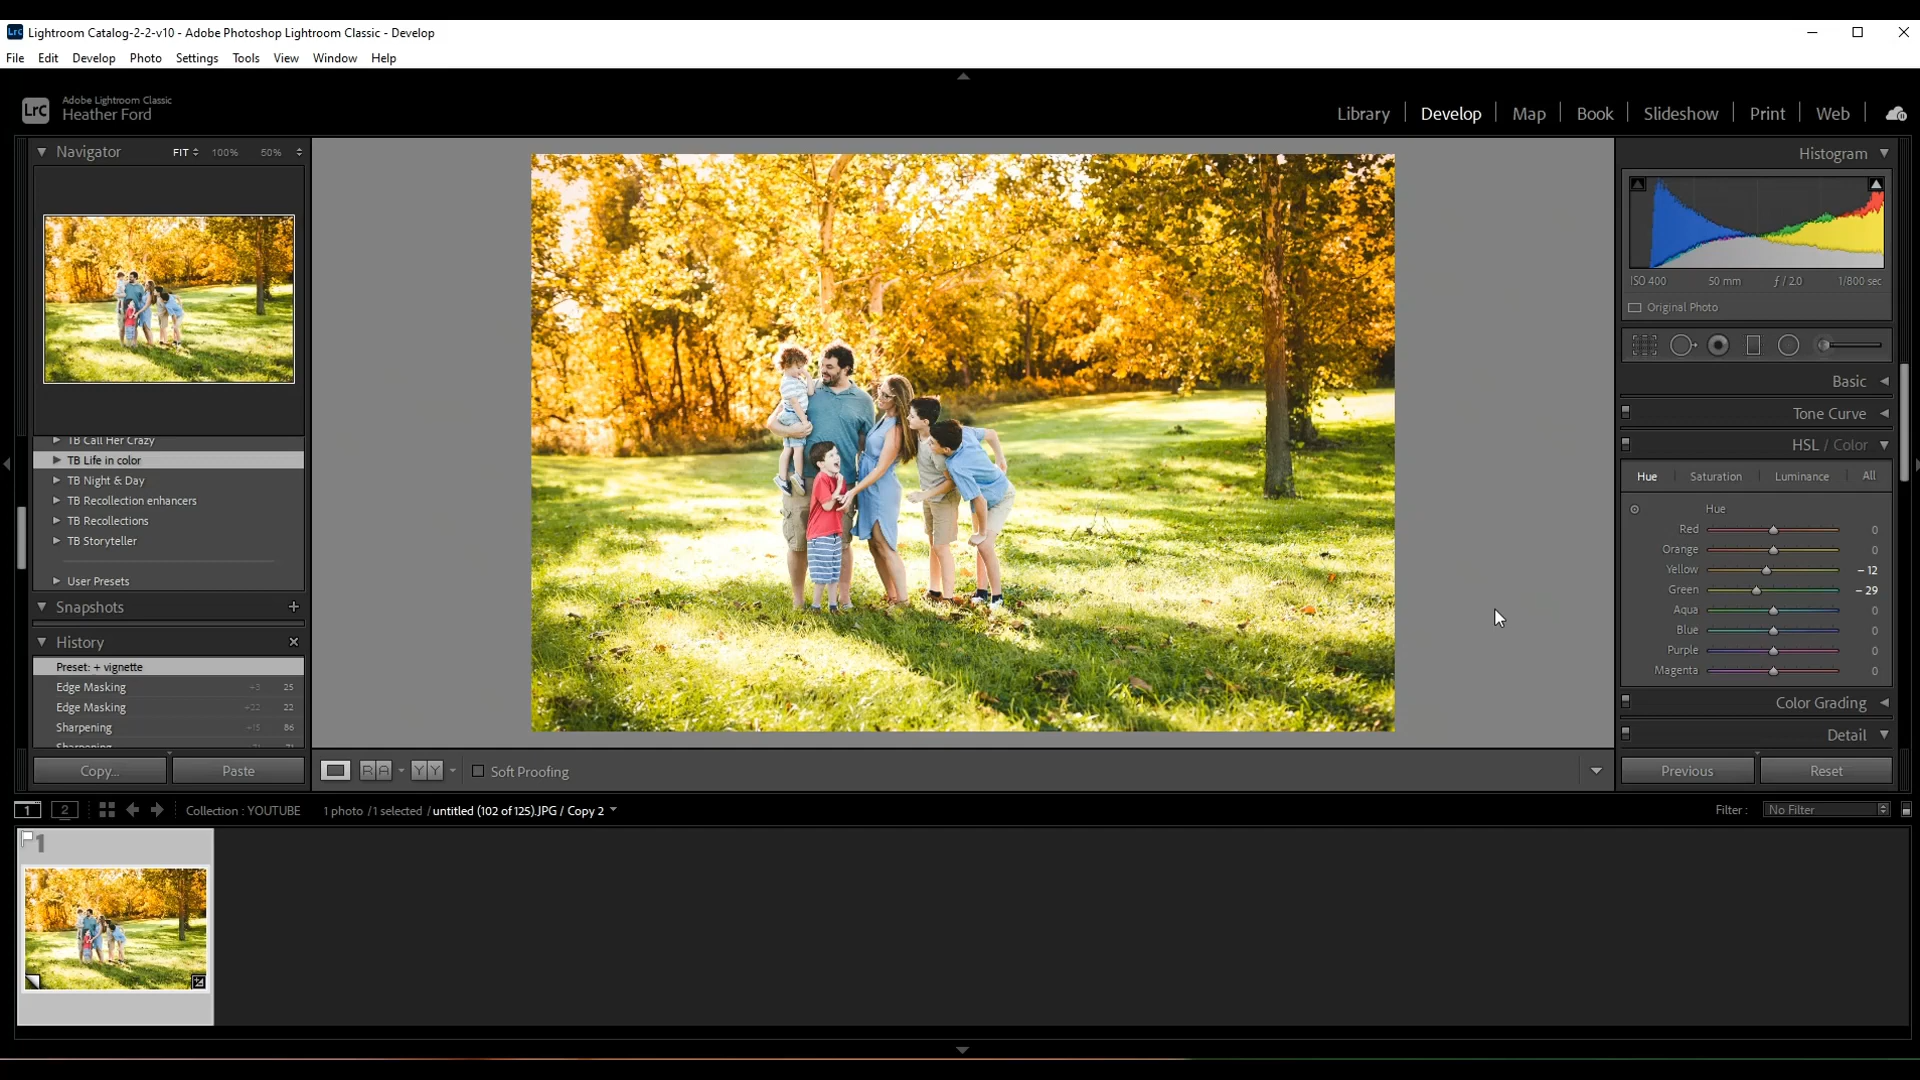 Lrc Lightroom Catalog-2-2-v10 - Adobe Photoshop Lightroom Classic - Develop
File Edit Develop Photo Settings Tools View Window Help
Lrc Adobe Lightroom Classic
Heather Ford
Library Develop Map Book Slideshow Print Web
Navigator FIT 100% 50%
TB Call Her Crazy
TB Life in color
TB Night & Day
TB Recollection enhancers
TB Recollections
TB Storyteller
User Presets
Snapshots +
History
Preset: + vignette
Edge Masking +3 25
Edge Masking +22 22
Sharpening +15 86
Copy... Paste
Histogram
ISO 400 50 mm ƒ / 2.0 1/800 sec
Original Photo
Basic
Tone Curve
HSL / Color
Hue Saturation Luminance All
Hue
Red 0
Orange 0
Yellow – 12
Green – 29
Aqua 0
Blue 0
Purple 0
Magenta 0
Color Grading
Detail
Previous Reset
R A Y Y Soft Proofing
1 2 Collection : YOUTUBE 1 photo / 1 selected / untitled (102 of 125).JPG / Copy 2
Filter : No Filter
1